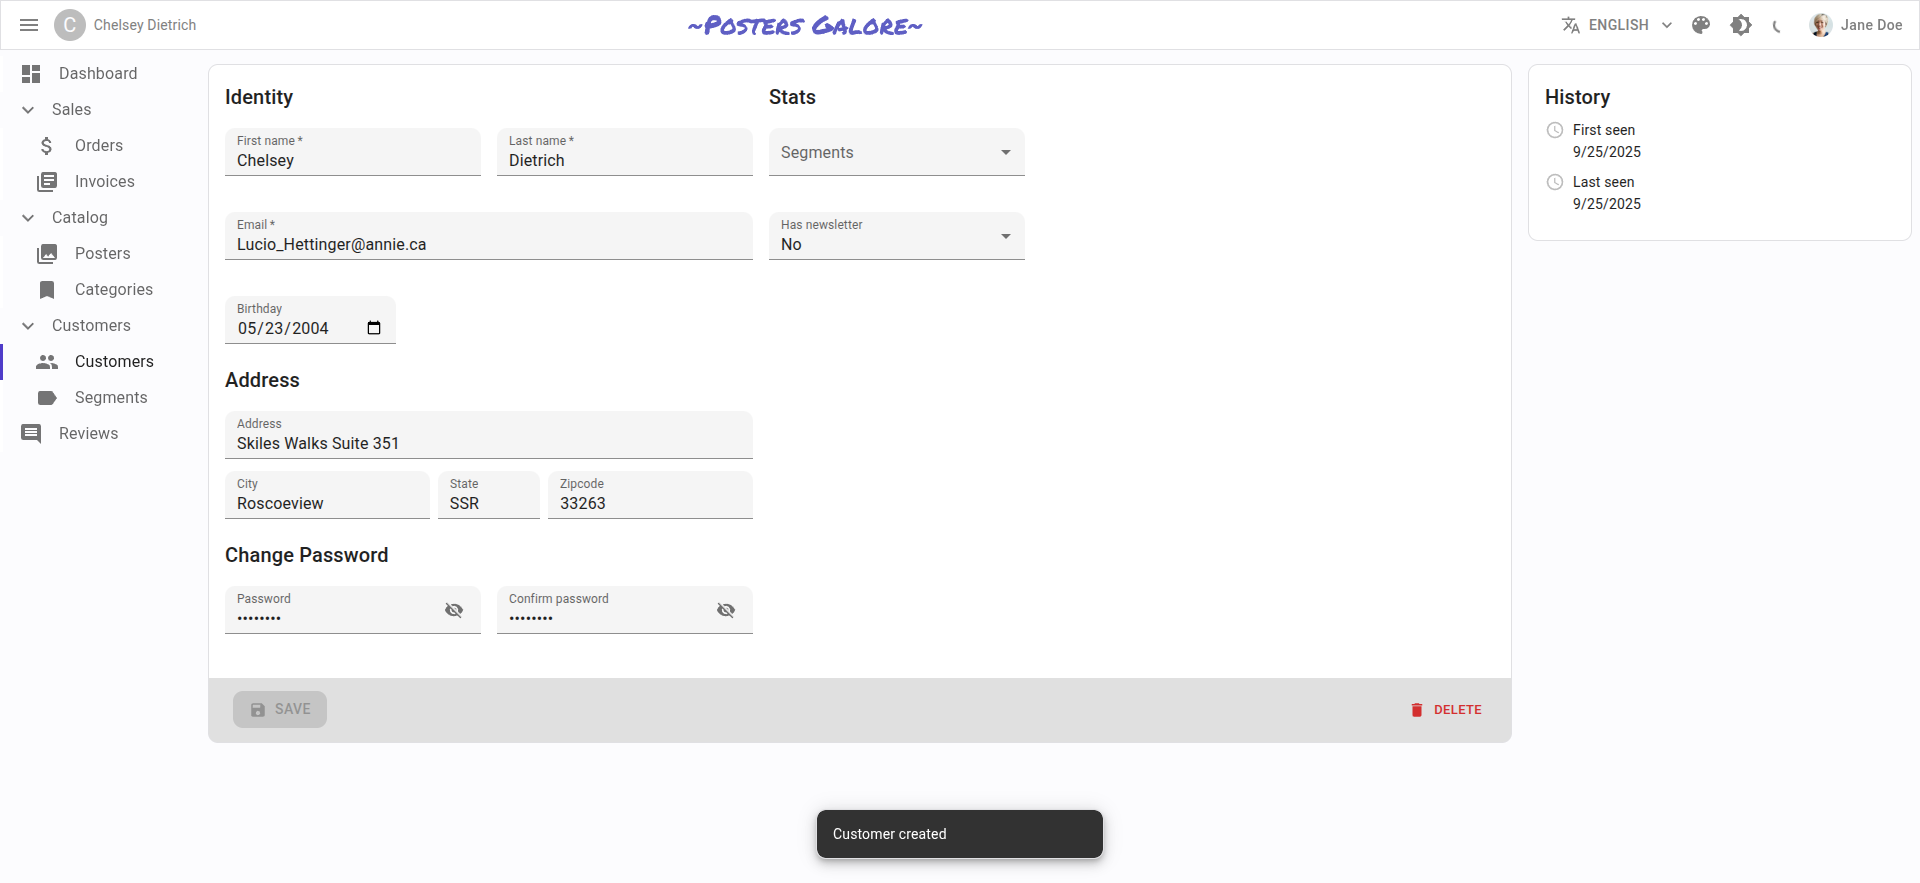 C Chelsey Dietrich
~Posters Galore~
ENGLISH
Jane Doe
Dashboard
Sales
Orders
Invoices
Catalog
Posters
Categories
Customers
Customers
Segments
Reviews
Identity
First name *
Chelsey
Last name *
Dietrich
Email *
Lucio_Hettinger@annie.ca
Birthday
05/23/2004
Stats
Segments
Has newsletter
No
Address
Address
Skiles Walks Suite 351
City
Roscoeview
State
SSR
Zipcode
33263
Change Password
Password
••••••••
Confirm password
••••••••
SAVE
DELETE
History
First seen
9/25/2025
Last seen
9/25/2025
Customer created